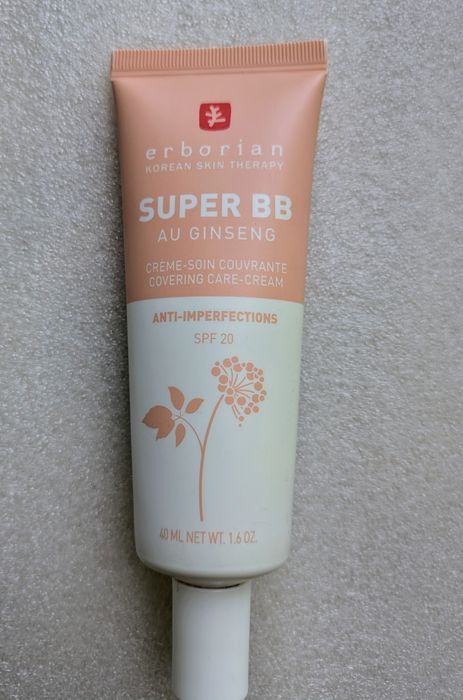 erborian
KOREAN SKIN THERAPY
SUPER BB
AU GINSENG
CRÈME-SOIN COUVRANTE
COVERING CARE-CREAM
ANTI-IMPERFECTIONS
SPF 20
40 ML NET WT. 1.6 OZ.